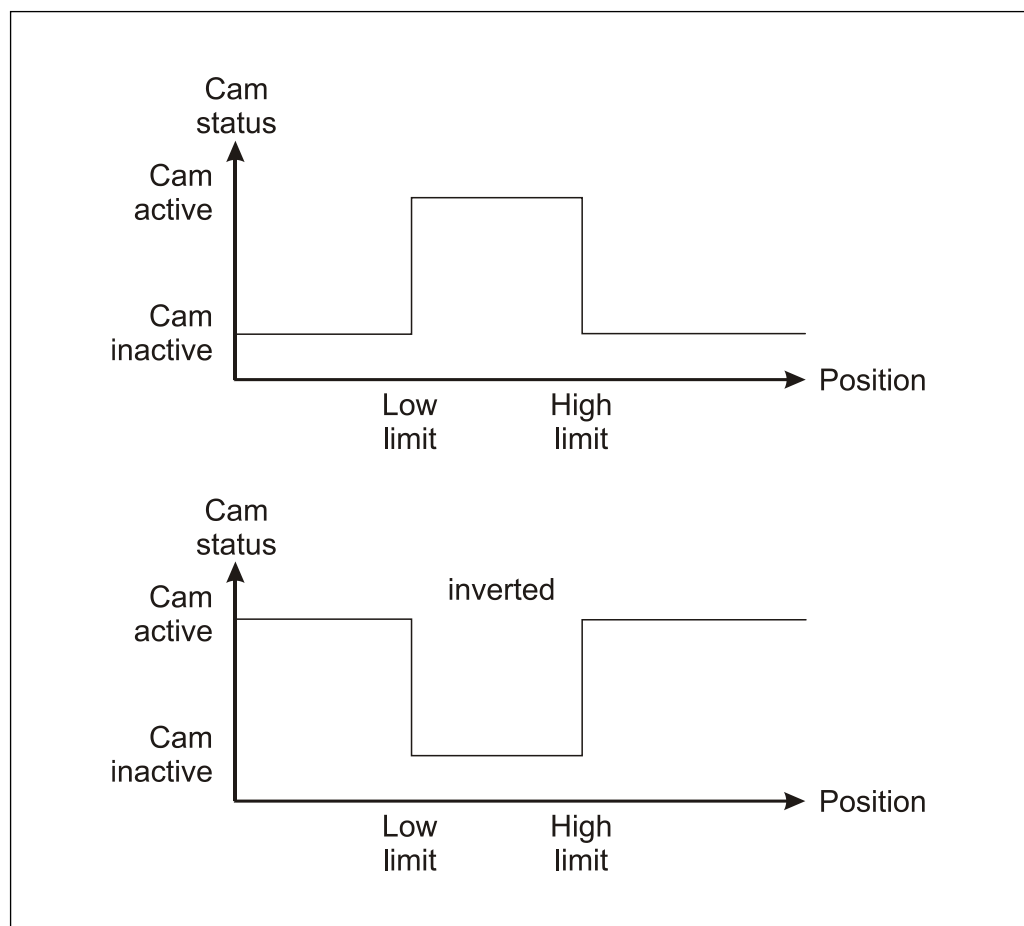 Cam
status
Cam
active
Cam
inactive
Position
Low
limit
High
limit
Cam
status
inverted
Cam
active
Cam
inactive
Position
Low
limit
High
limit